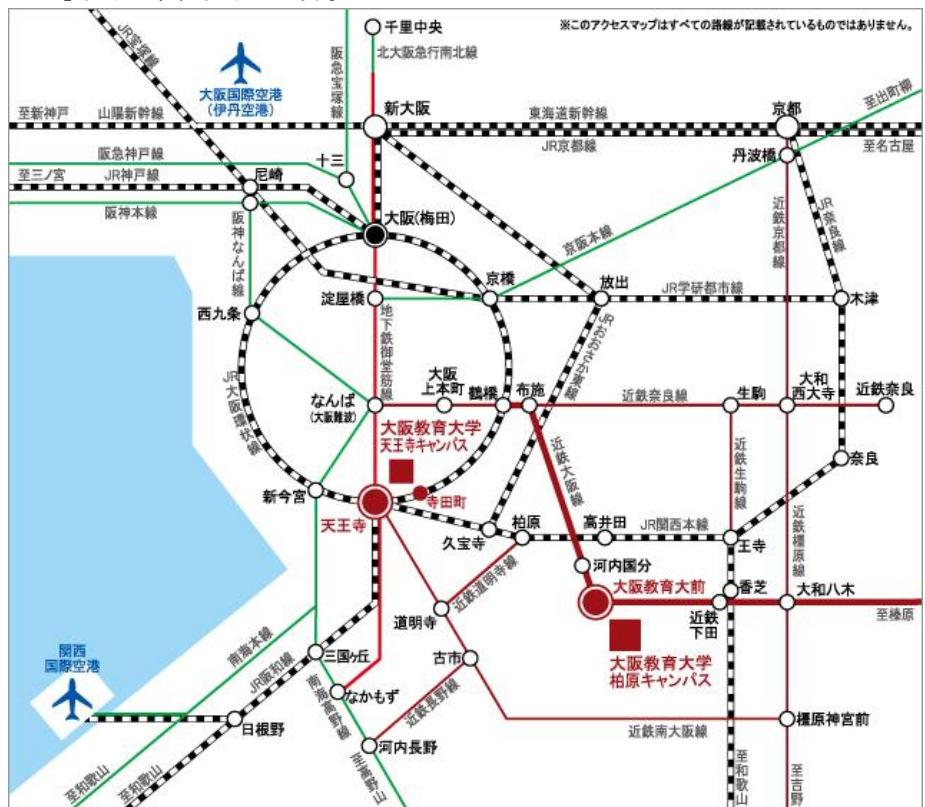 ※このアクセスマップはすべての路線が記載されているものではありません。
千里中央
北大阪急行南北線
JR宝塚線
大阪国際空港
(伊丹空港)
阪急宝塚線
至出町柳
至新神戸
山陽新幹線
新大阪
東海道新幹線
京都
JR京都線
至名古屋
丹波橋
阪急神戸線
十三
至三ノ宮
JR神戸線
尼崎
阪神本線
大阪(梅田)
近鉄京都線
JR奈良線
阪神なんば線
京阪本線
淀屋橋
京橋
放出
JR学研都市線
木津
西九条
地下鉄御堂筋線
JRおおさか東線
JR大阪環状線
なんば
(大阪難波)
大阪
上本町
鶴橋
布施
近鉄奈良線
生駒
大和
西大寺
近鉄奈良
大阪教育大学
天王寺キャンパス
近鉄大阪線
近鉄生駒線
奈良
新今宮
寺田町
天王寺
久宝寺
柏原
高井田
JR関西本線
王寺
近鉄橿原線
河内国分
大阪教育大前
香芝
大和八木
近鉄
下田
至榛原
道明寺
近鉄道明寺線
大阪教育大学
柏原キャンパス
関西
国際空港
南海本線
JR阪和線
三国ヶ丘
古市
なかもず
近鉄長野線
日根野
南海高野線
近鉄南大阪線
橿原神宮前
河内長野
至和歌山
至和歌山
至高野山
至和歌山
至吉野